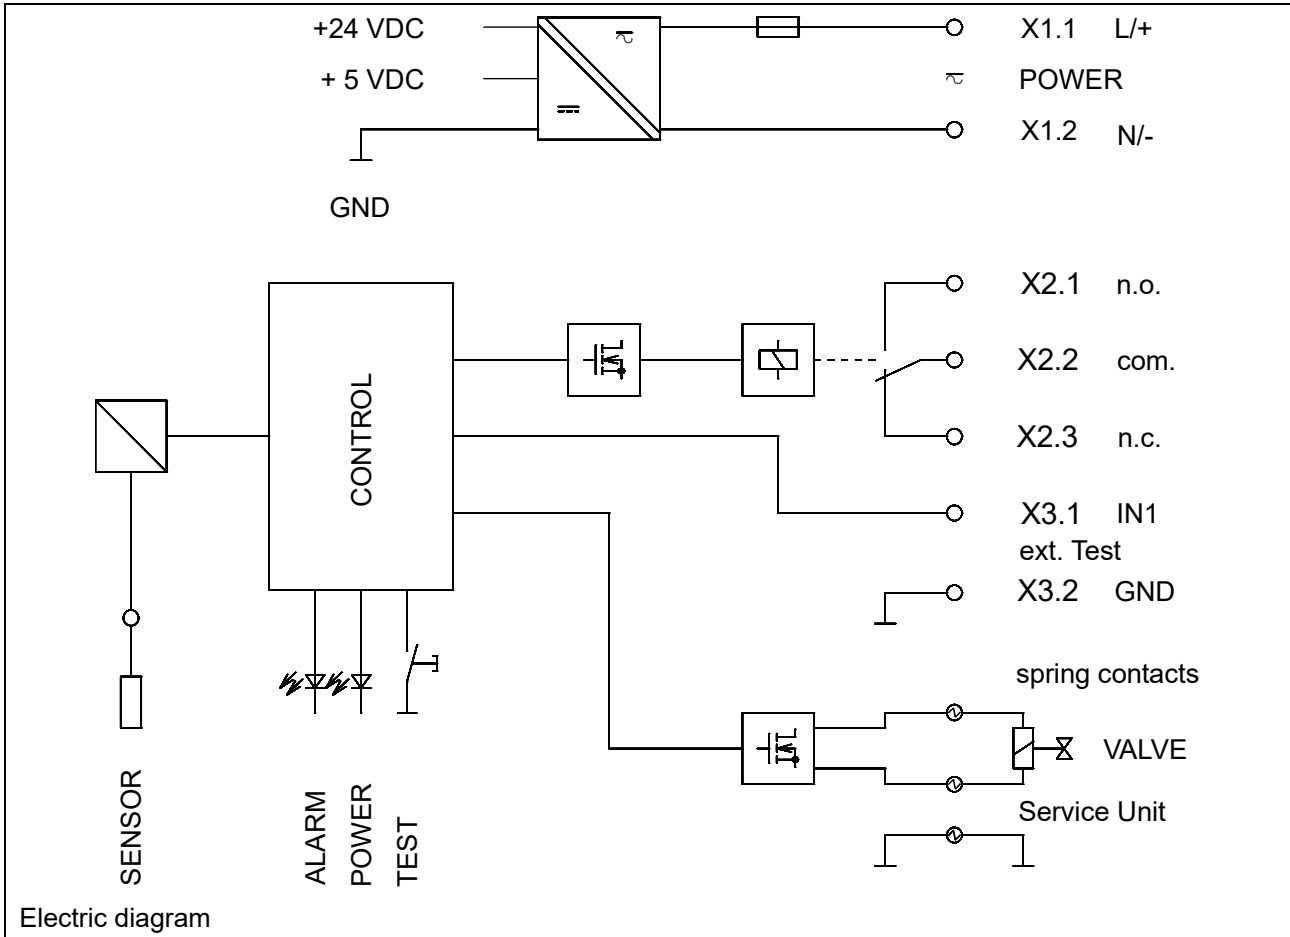 +24 VDC
X1.1 L/+
+ 5 VDC
POWER
X1.2 N/-
GND
X2.1 n.o.
X2.2 com.
CONTROL
X2.3 n.c.
X3.1 IN1
ext. Test
X3.2 GND
spring contacts
VALVE
Service Unit
SENSOR
ALARM
POWER
TEST
Electric diagram